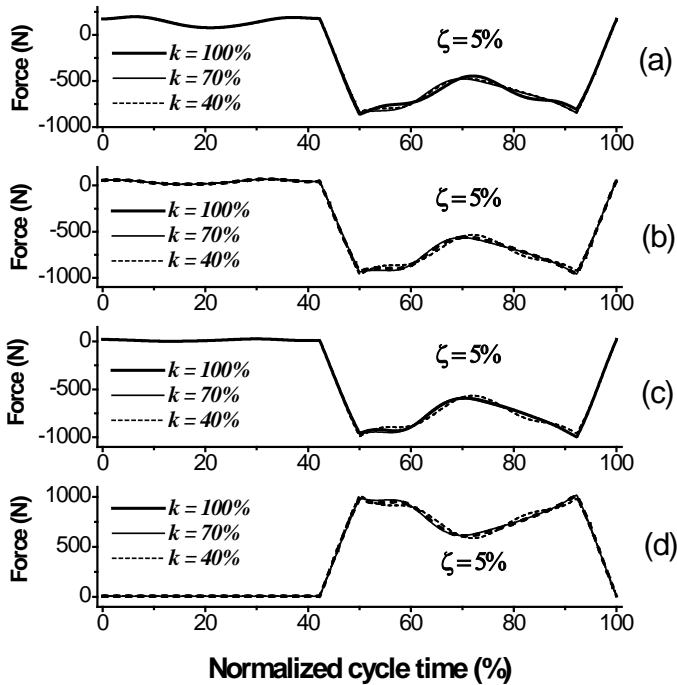 Force (N)
0
-500
-1000
k = 100%
k = 70%
k = 40%
ζ = 5%
(a)
0 20 40 60 80 100
Force (N)
0
-500
-1000
k = 100%
k = 70%
k = 40%
ζ = 5%
(b)
0 20 40 60 80 100
Force (N)
0
-500
-1000
k = 100%
k = 70%
k = 40%
ζ = 5%
(c)
0 20 40 60 80 100
Force (N)
1000
500
0
k = 100%
k = 70%
k = 40%
ζ = 5%
(d)
0 20 40 60 80 100
Normalized cycle time (%)